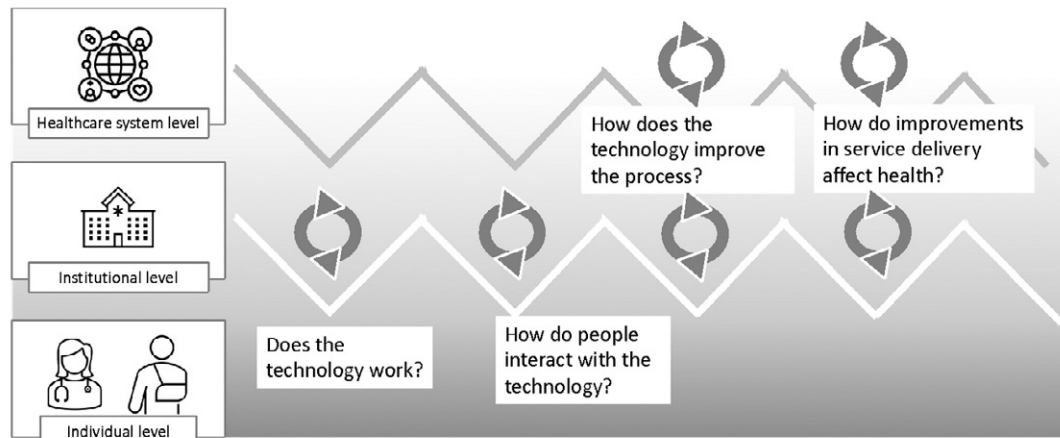 Healthcare system level
How does the
technology improve
the process?
How do improvements
in service delivery
affect health?
Institutional level
Does the
technology work?
How do people
interact with the
technology?
Individual level